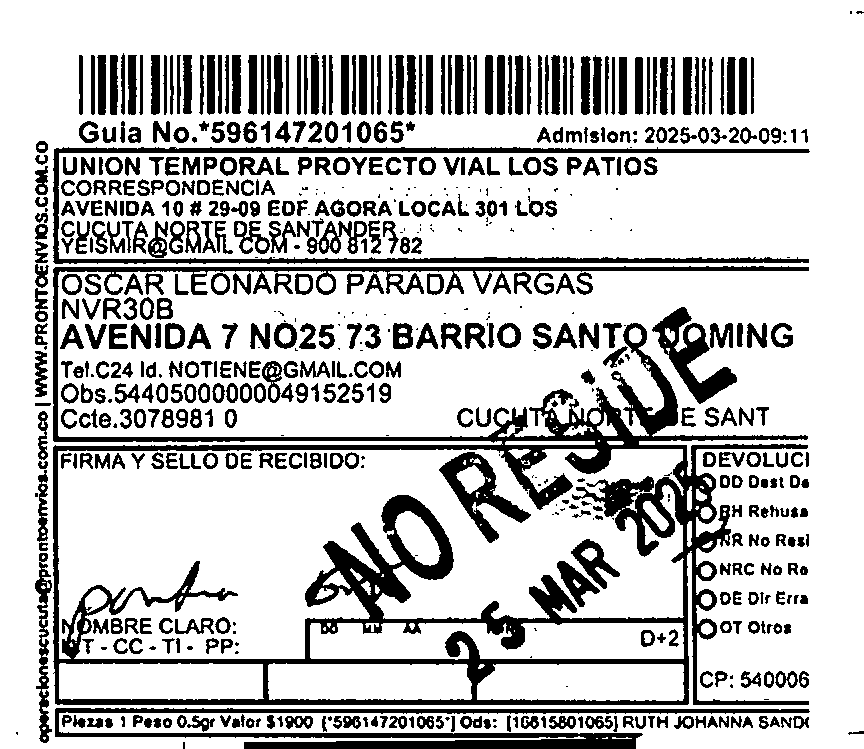 Guia No.*596147201065*
Admision: 2025-03-20-09:11
UNION TEMPORAL PROYECTO VIAL LOS PATIOS
CORRESPONDENCIA
AVENIDA 10 # 29-09 EDF AGORA LOCAL 301 LOS
CUCUTA NORTE DE SANTANDER
YEISMIR@GMAIL COM - 900 812 782
OSCAR LEONARDO PARADA VARGAS
NVR30B
AVENIDA 7 NO25 73 BARRIO SANTO DOMING
Tel.C24 Id. NOTIENE@GMAIL.COM
Obs.54405000000049152519
Ccte.3078981 0
CUCUTA NORTE DE SANT
NO RESIDE
25 MAR 2025
FIRMA Y SELLO DE RECIBIDO:
NOMBRE CLARO:
NIT - CC - TI - PP:
DD MM AA
D+2
DEVOLUCI
DD Dest De
RH Rehusa
NR No Resi
NRC No Re
DE Dir Erra
OT Otros
CP: 540006
Piezas 1 Peso 0.5gr Valor $1900 [*596147201065*] Ods: [10615801065] RUTH JOHANNA SANDO
operacionescucuta@prontoenvios.com.co | WWW.PRONTOENVIOS.COM.CO